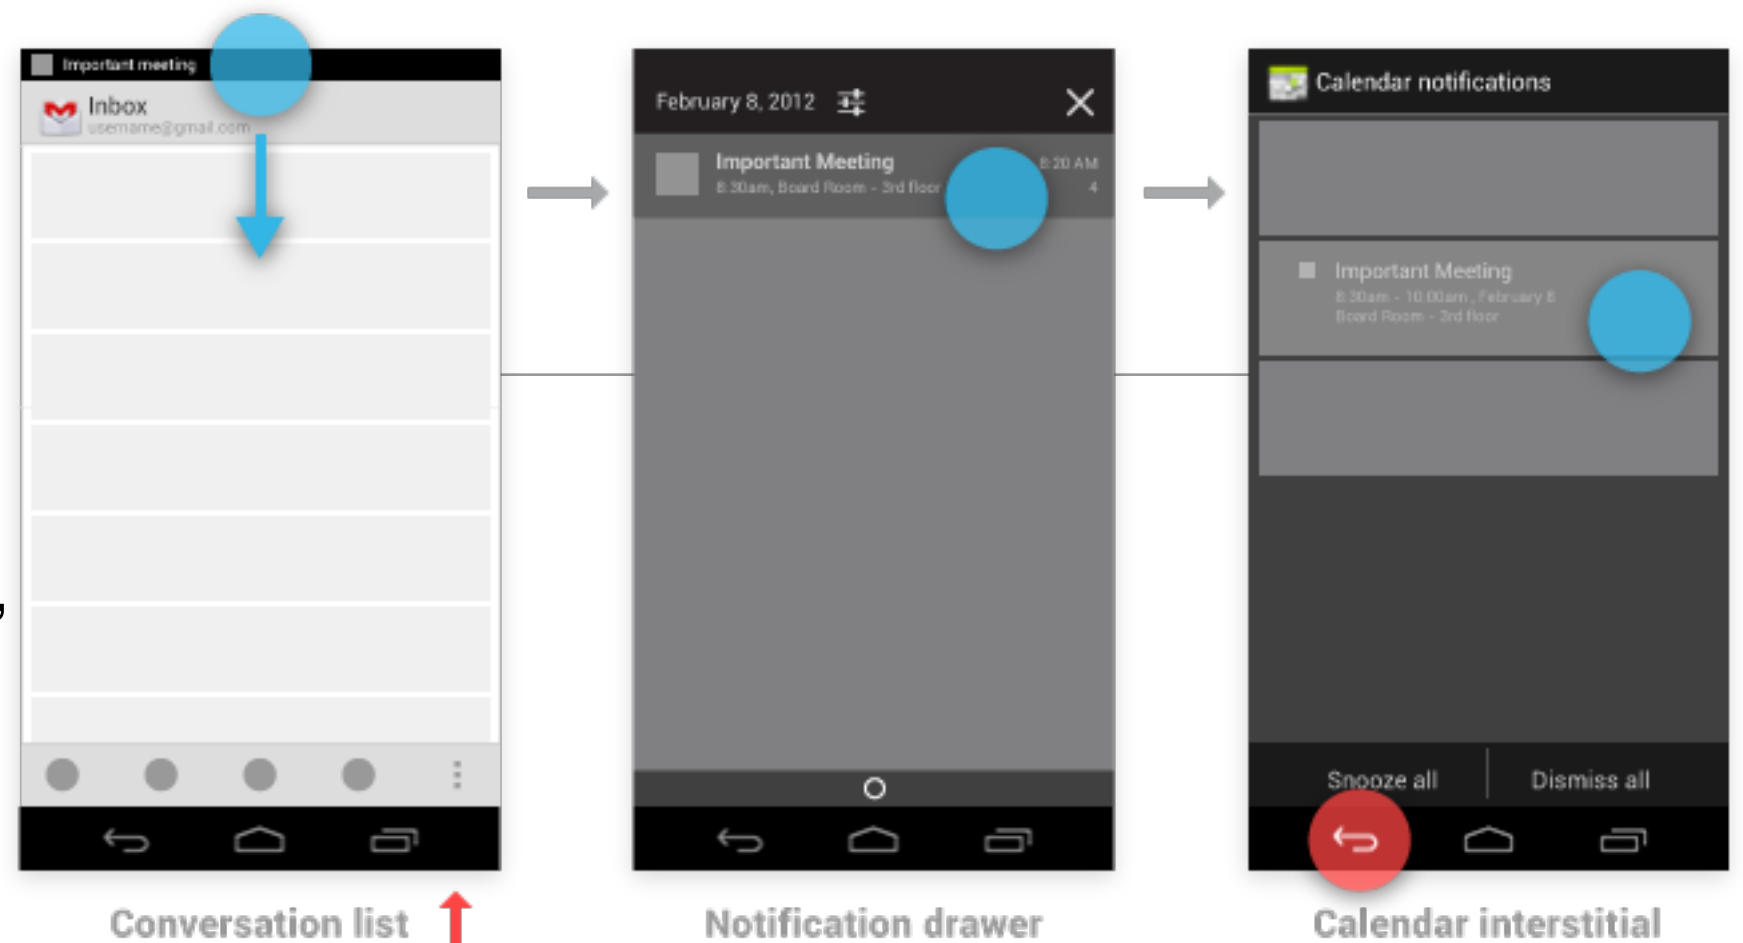 Important meeting
Inbox
username@gmail.com
Conversation list
February 8, 2012
Important Meeting
8:20 AM
8:30am, Board Room - 3rd floor
4
Notification drawer
Calendar notifications
Important Meeting
8:30am - 10:00am, February 8
Board Room - 3rd floor
Snooze all
Dismiss all
Calendar interstitial
,